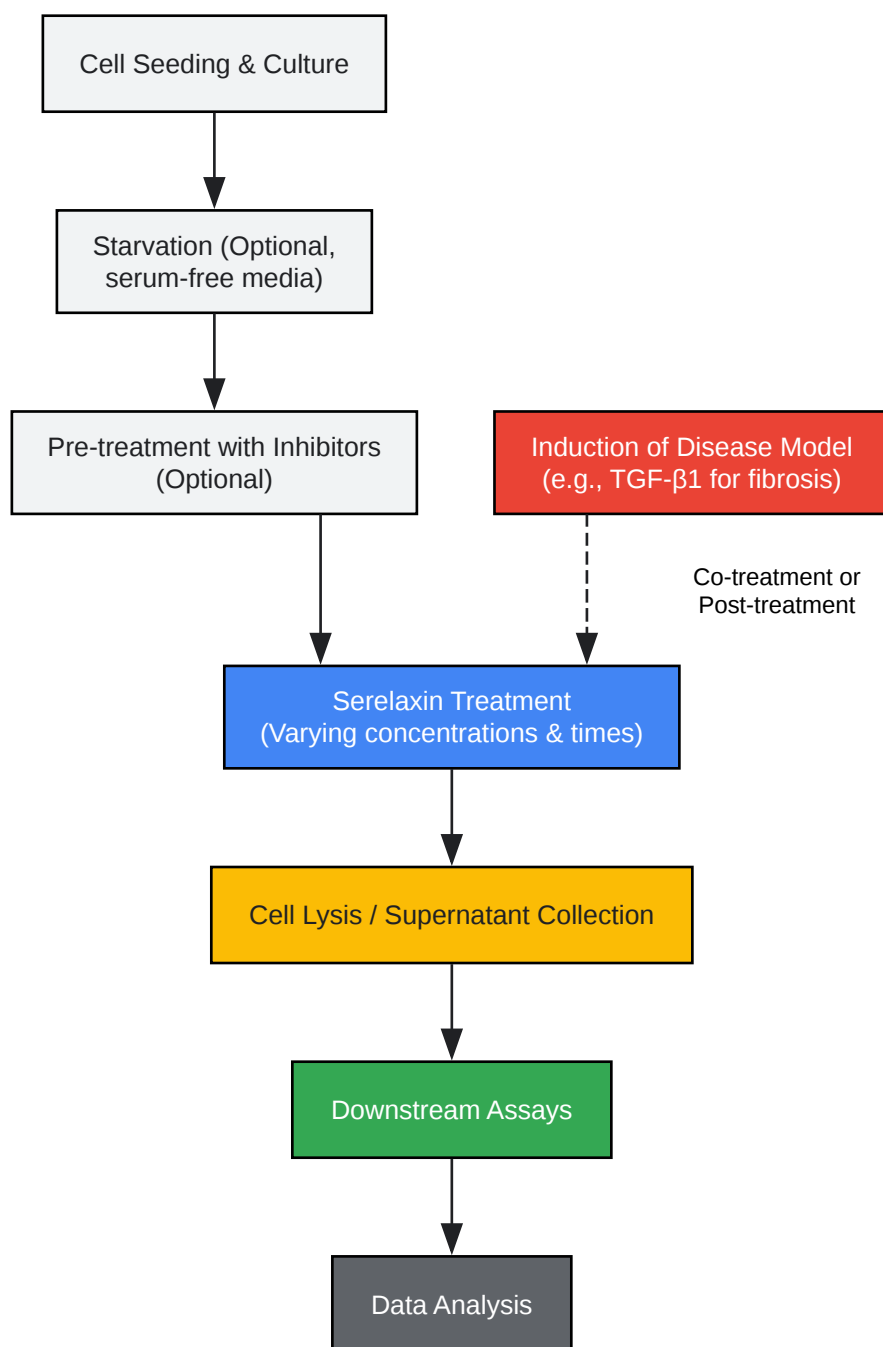 Cell Seeding & Culture
Starvation (Optional,
serum-free media)
Pre-treatment with Inhibitors
(Optional)
Induction of Disease Model
(e.g., TGF-β1 for fibrosis)
Co-treatment or
Post-treatment
Serelaxin Treatment
(Varying concentrations & times)
Cell Lysis / Supernatant Collection
Downstream Assays
Data Analysis